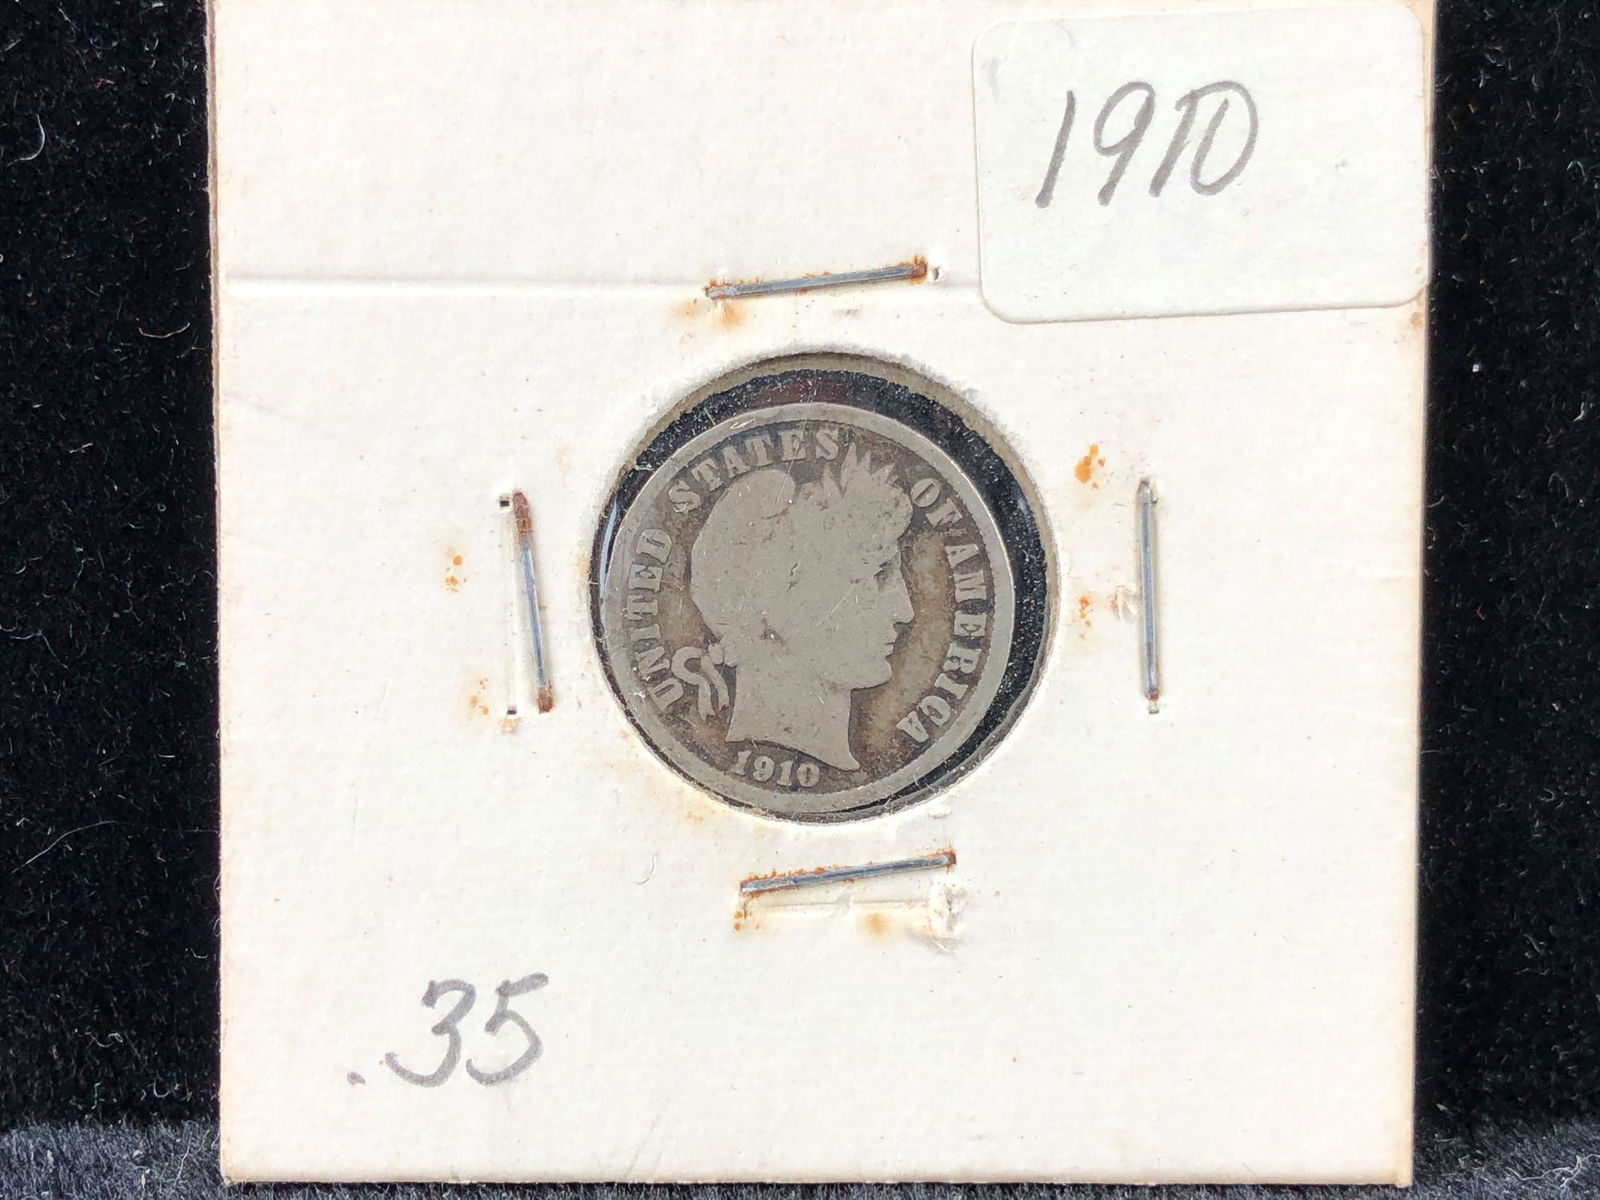 1910
UNITED STATES OF AMERICA
1910
.35